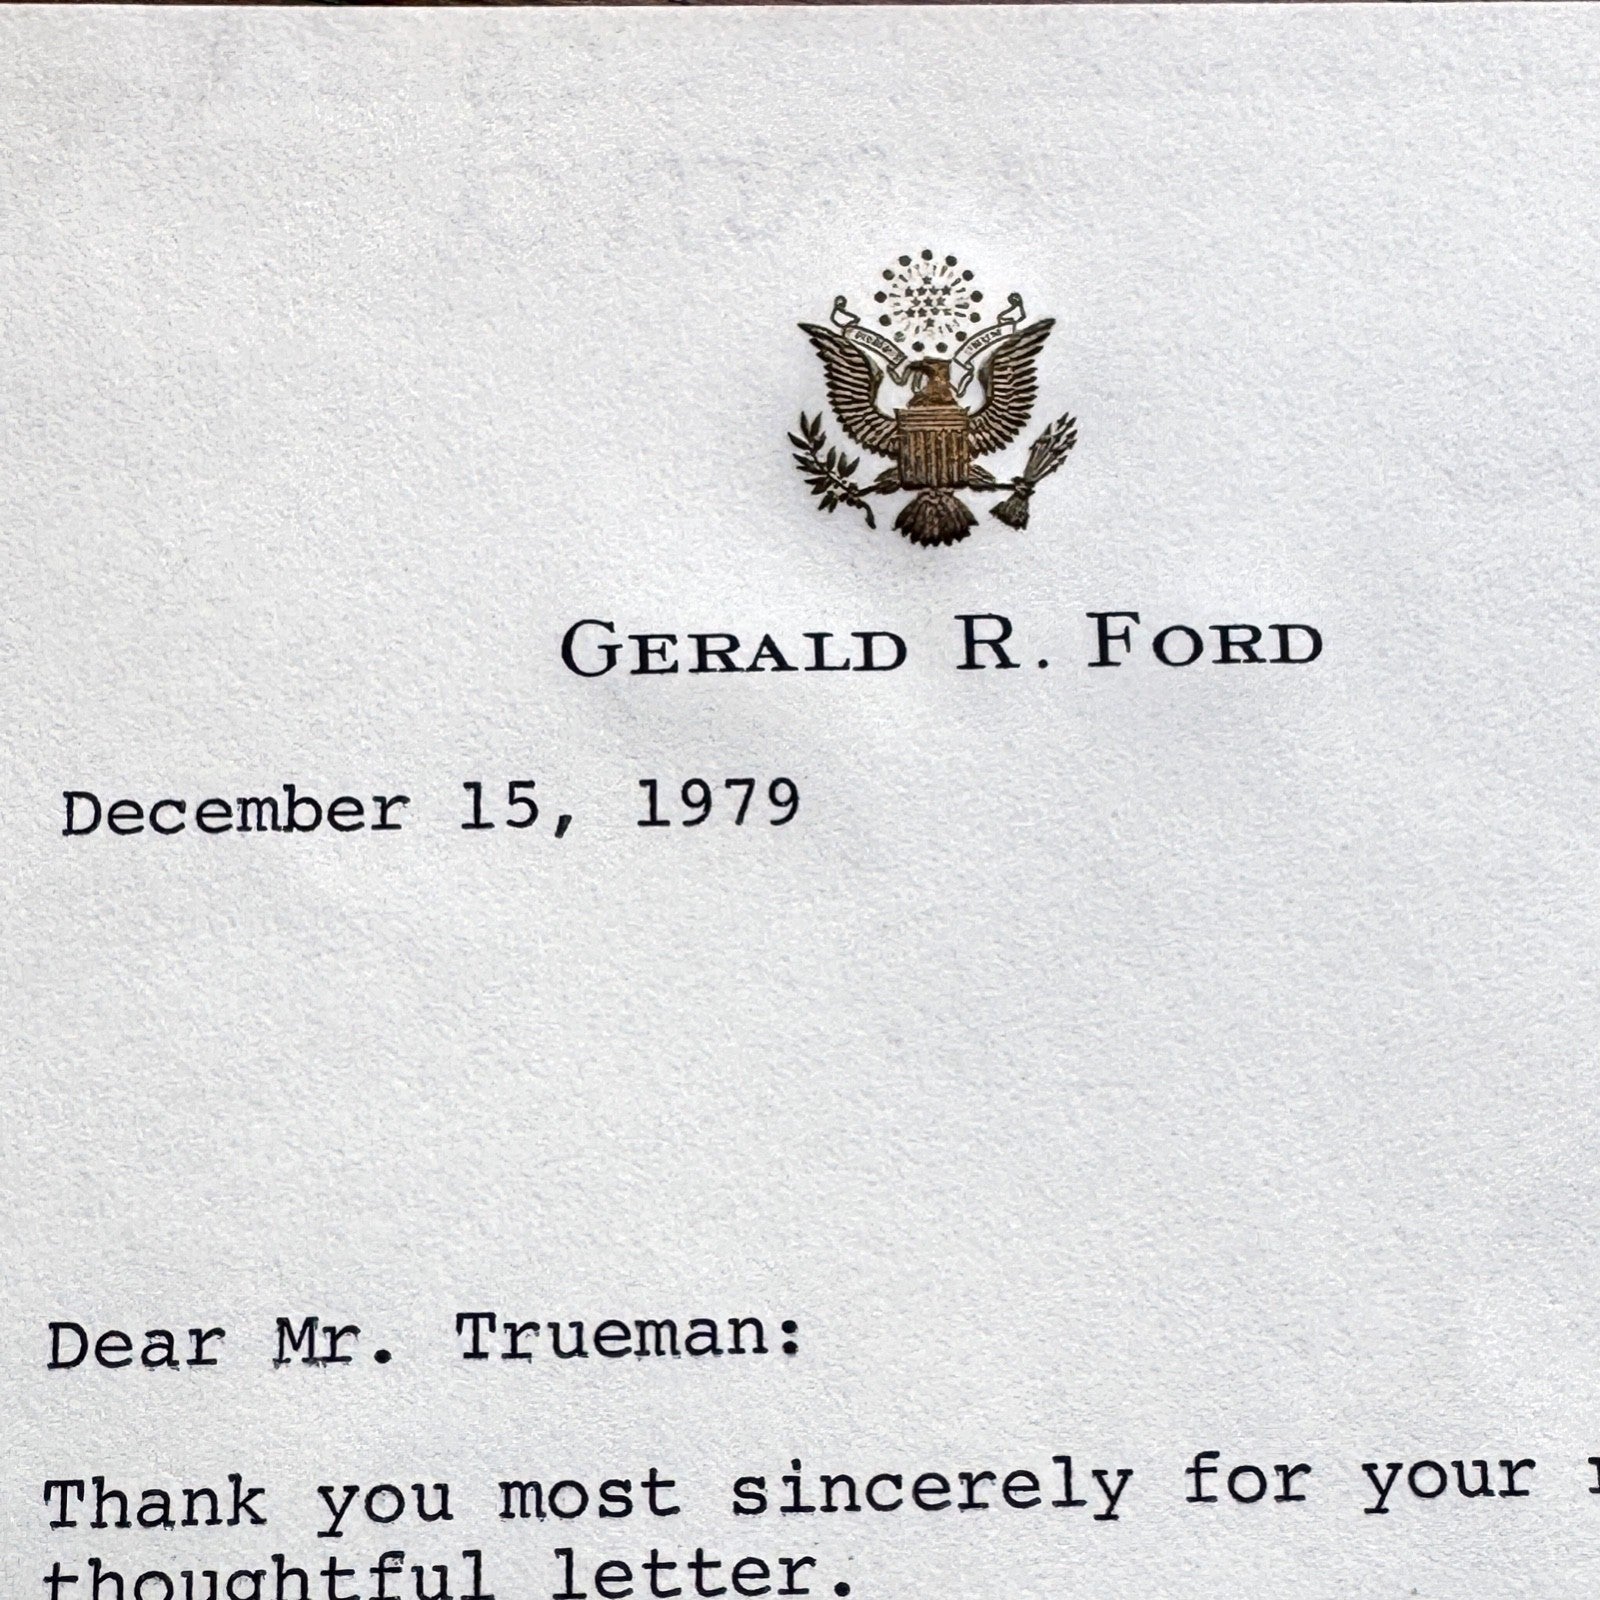 GERALD R. FORD
December 15, 1979
Dear Mr. Trueman:
Thank you most sincerely for your
thoughtful letter.